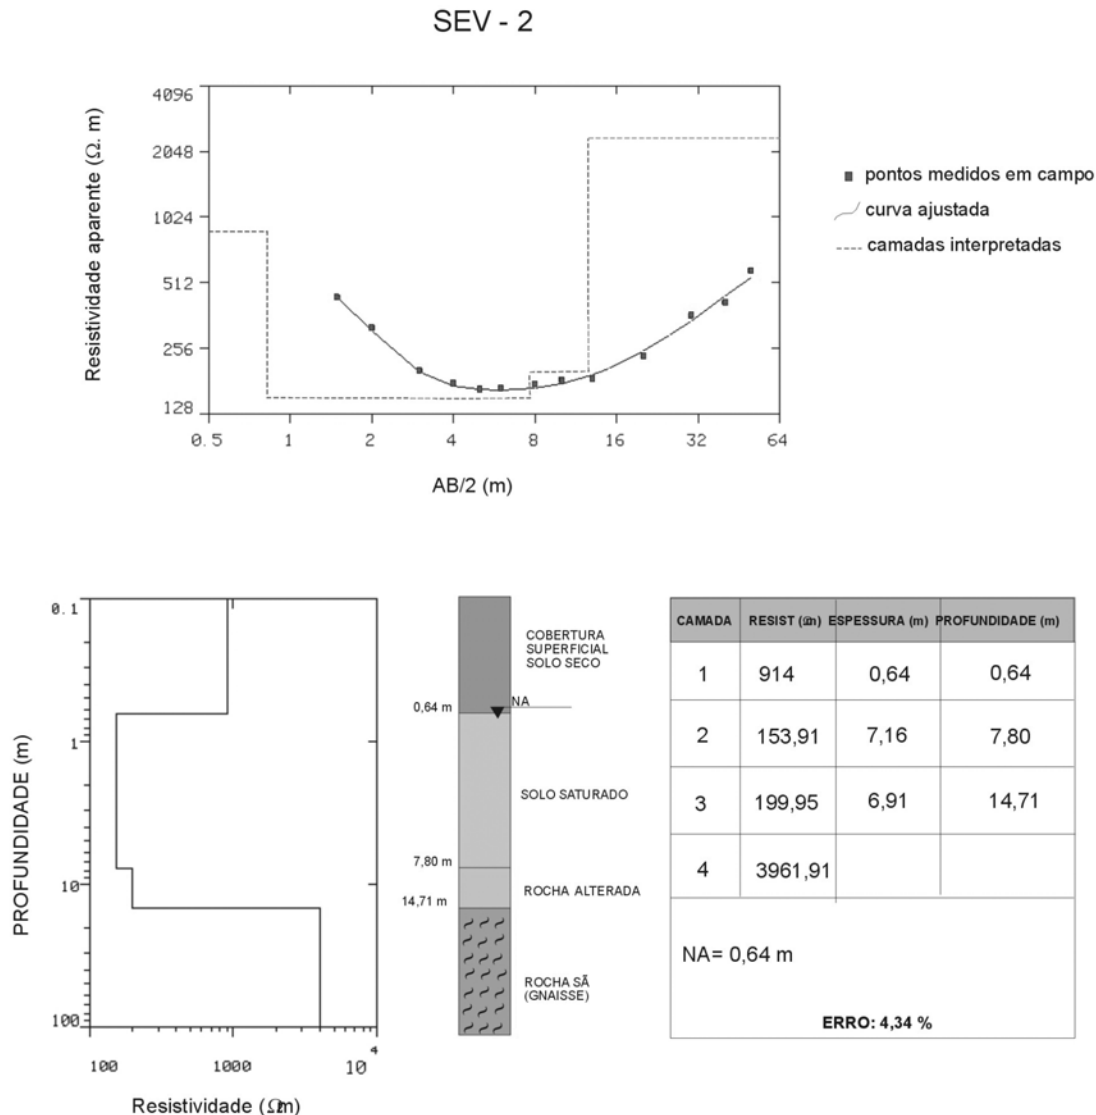 SEV - 2
Resistividade aparente (Ω. m)
4096
2048
1024
512
256
128
0.5 1 2 4 8 16 32 64
AB/2 (m)
pontos medidos em campo
curva ajustada
camadas interpretadas
PROFUNDIDADE (m)
0.1
1
10
100
100 1000 10^4
Resistividade (Ωm)
COBERTURA
SUPERFICIAL
SOLO SECO
0,64 m
NA
SOLO SATURADO
7,80 m
ROCHA ALTERADA
14,71 m
ROCHA SÃ
(GNAISSE)
CAMADA RESIST (Ωm) ESPESSURA (m) PROFUNDIDADE (m)
1 914 0,64 0,64
2 153,91 7,16 7,80
3 199,95 6,91 14,71
4 3961,91
NA= 0,64 m
ERRO: 4,34 %